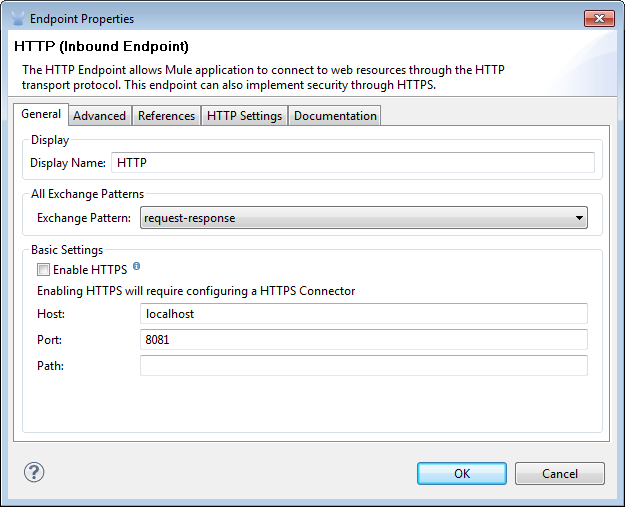 Endpoint Properties
HTTP (Inbound Endpoint)
The HTTP Endpoint allows Mule application to connect to web resources through the HTTP
transport protocol. This endpoint can also implement security through HTTPS.
General Advanced References HTTP Settings Documentation
Display
Display Name: HTTP
All Exchange Patterns
Exchange Pattern: request-response
Basic Settings
Enable HTTPS
Enabling HTTPS will require configuring a HTTPS Connector
Host: localhost
Port: 8081
Path:
OK Cancel